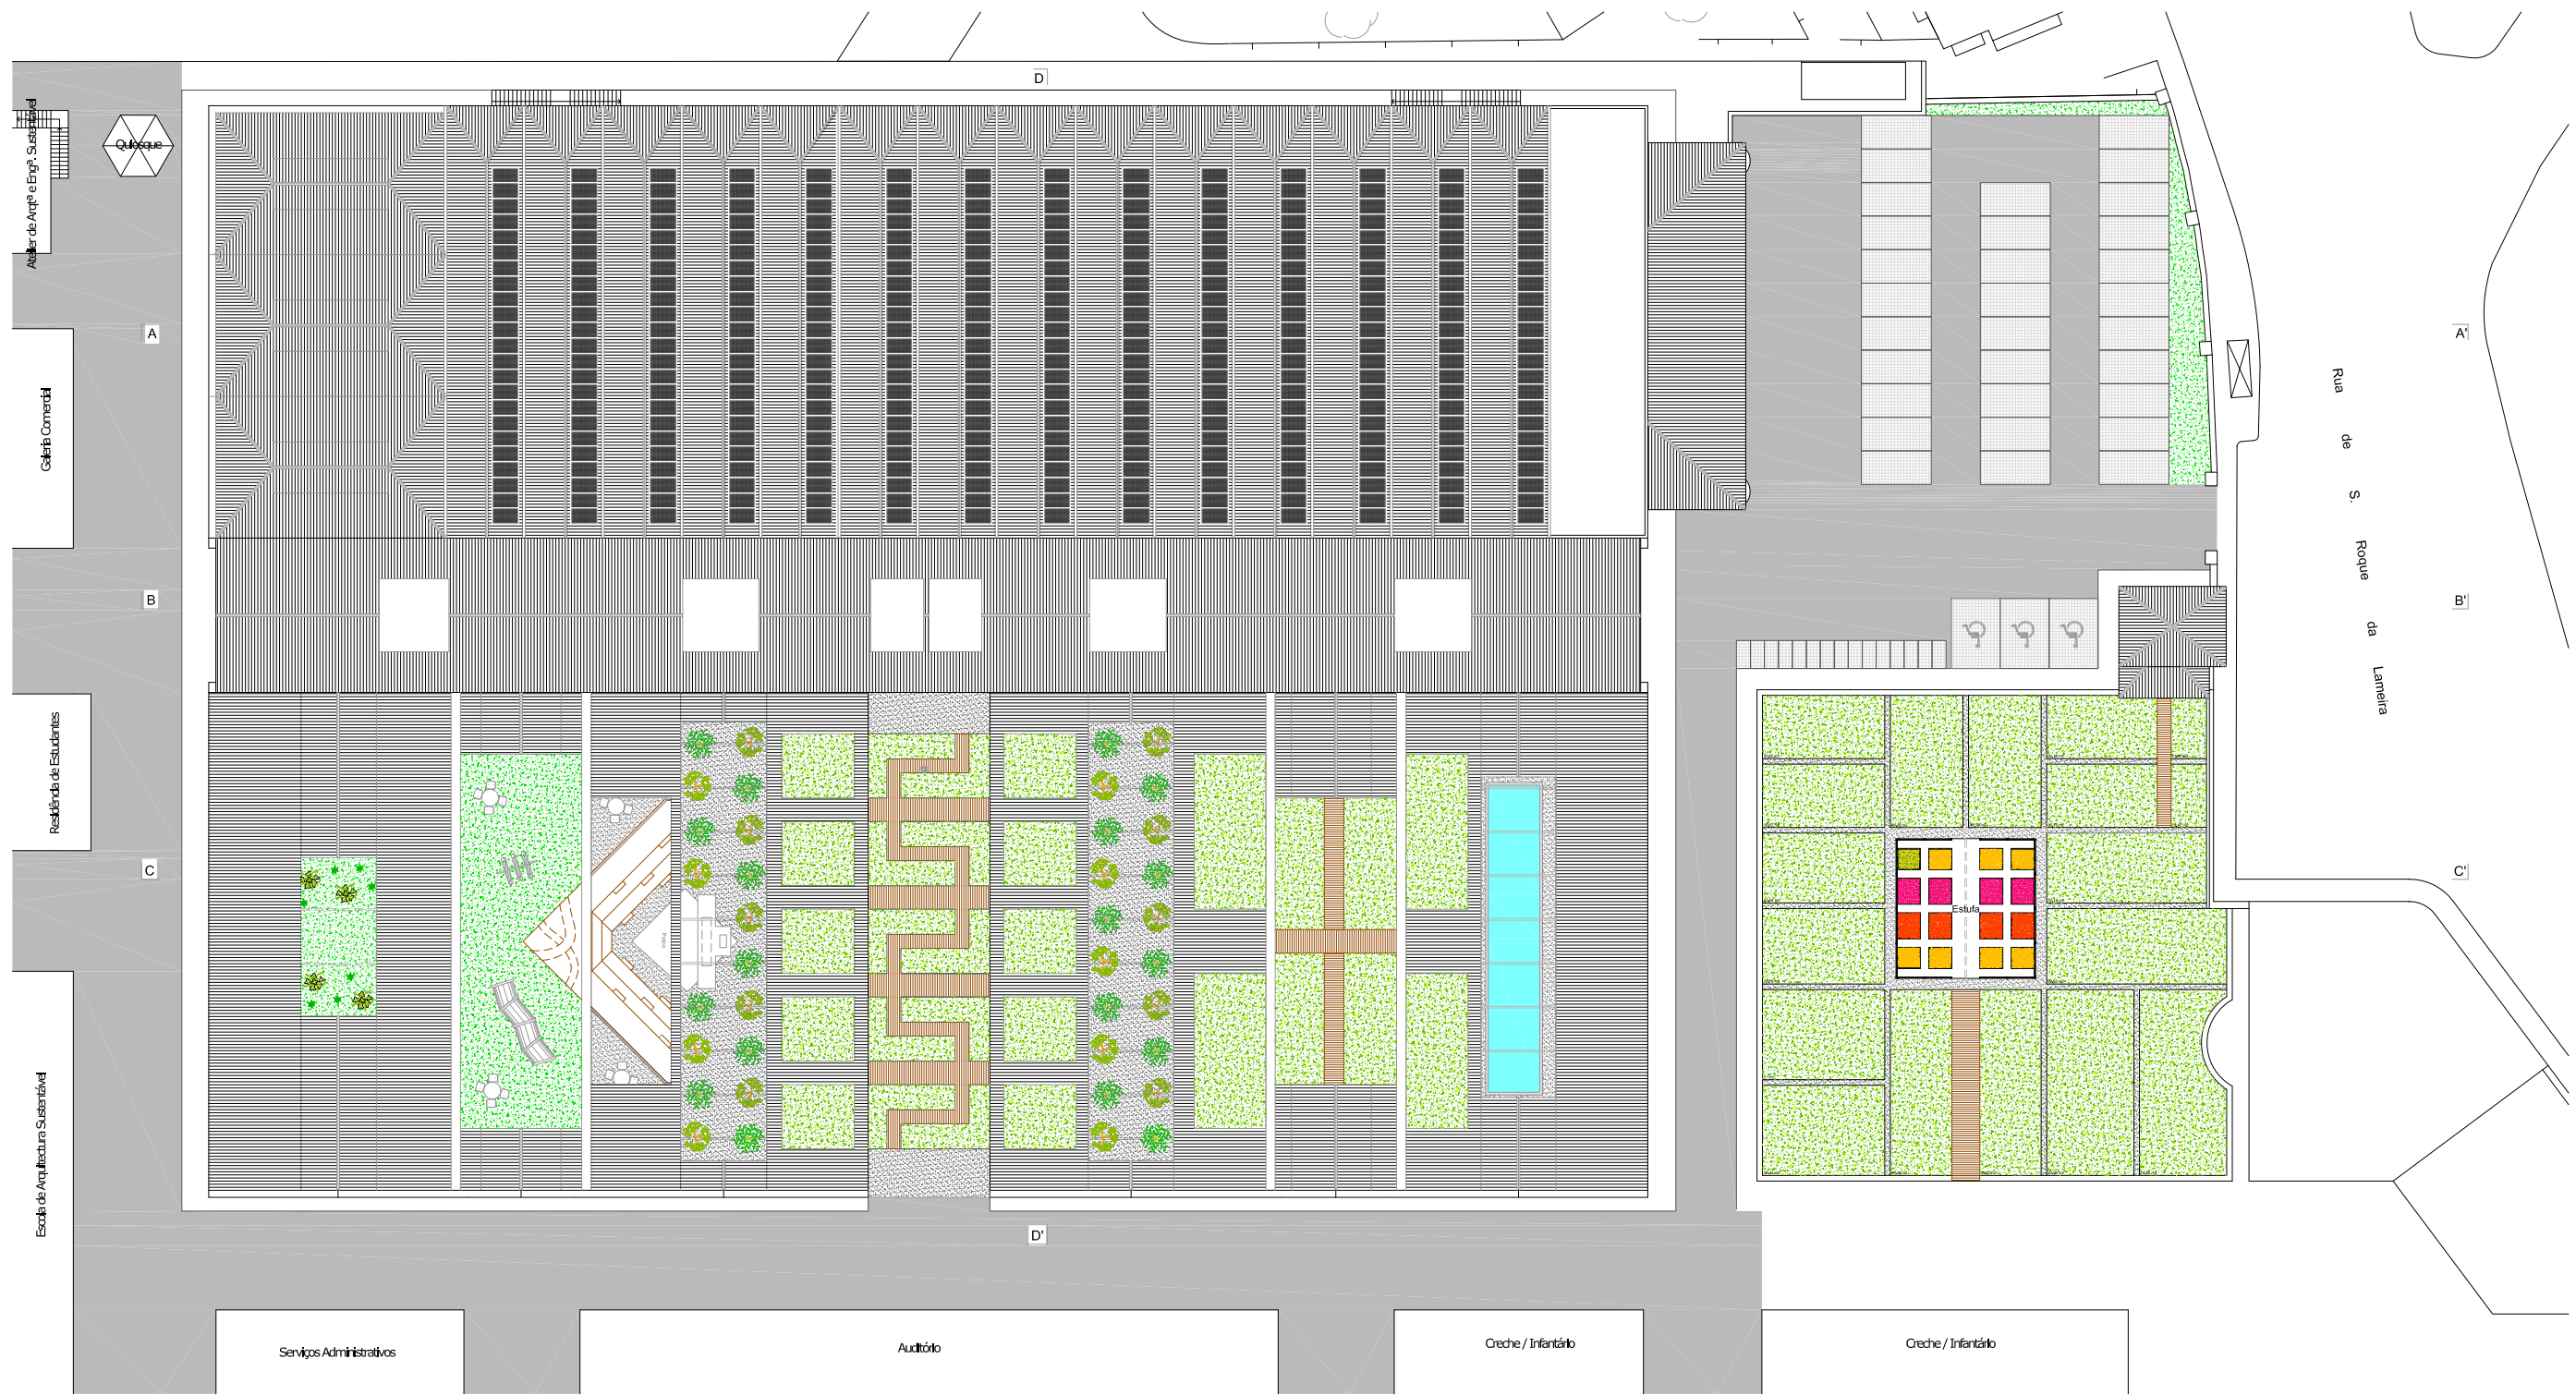 D
Atelier de Arqtª e Engª. Sustentável
Quiosque
A
A'
Galeria Comercial
Rua de S. Roque da Lameira
B
B'
Residência de Estudantes
C
C'
Estufa
Escola de Arquitectura Sustentável
D'
Serviços Administrativos
Auditório
Creche / Infantário
Creche / Infantário